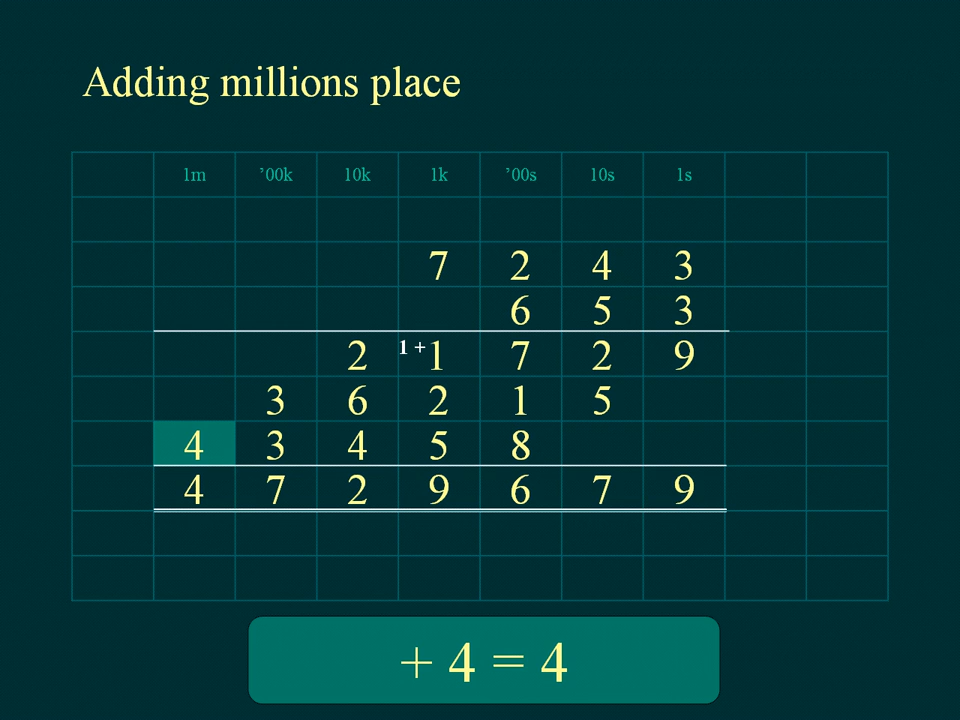 Adding millions place
1m ’00k 10k 1k ’00s 10s 1s
7 2 4 3
6 5 3
2 1 + 1 7 2 9
3 6 2 1 5
4 3 4 5 8
4 7 2 9 6 7 9
+ 4 = 4